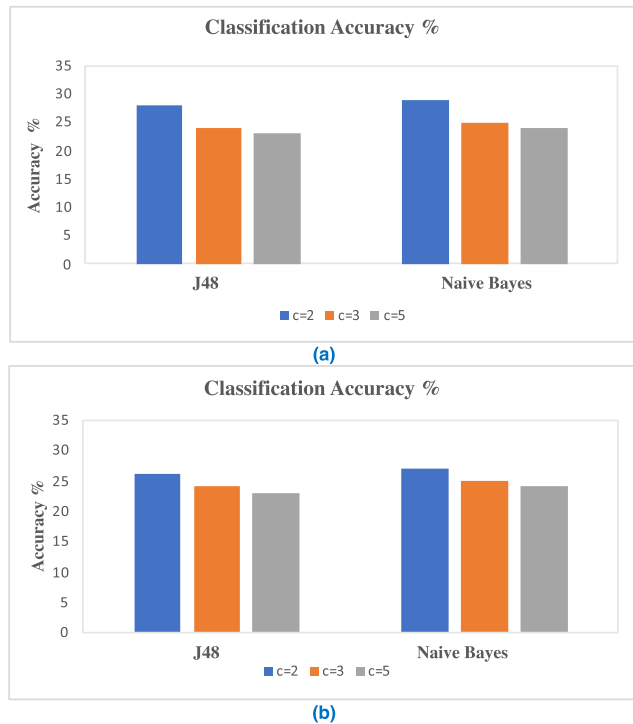 Classification Accuracy %
Accuracy %
35
30
25
20
15
10
5
0
J48 Naive Bayes
c=2 c=3 c=5
(a)
Classification Accuracy %
Accuracy %
35
30
25
20
15
10
5
0
J48 Naive Bayes
c=2 c=3 c=5
(b)